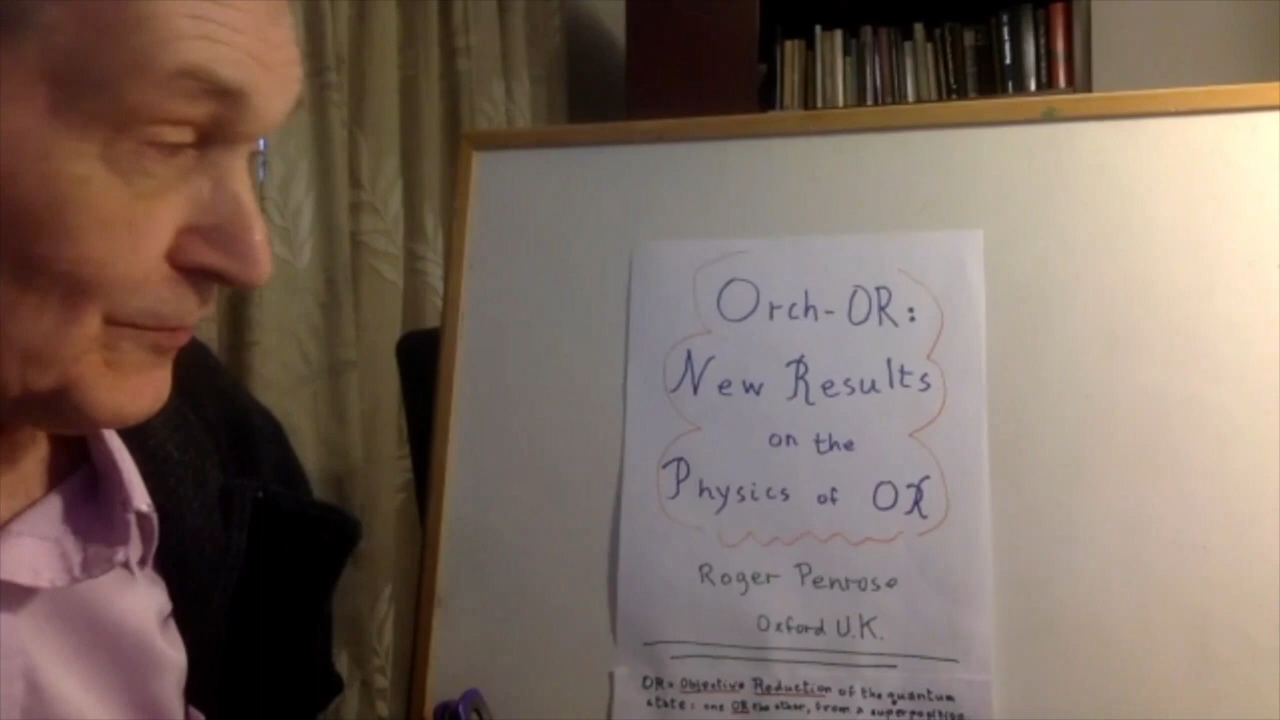 Orch-OR:
New Results
on the
Physics of OR
Roger Penrose
Oxford U.K.
OR = Objective Reduction of the quantum
state: one OR the other, from a superposition